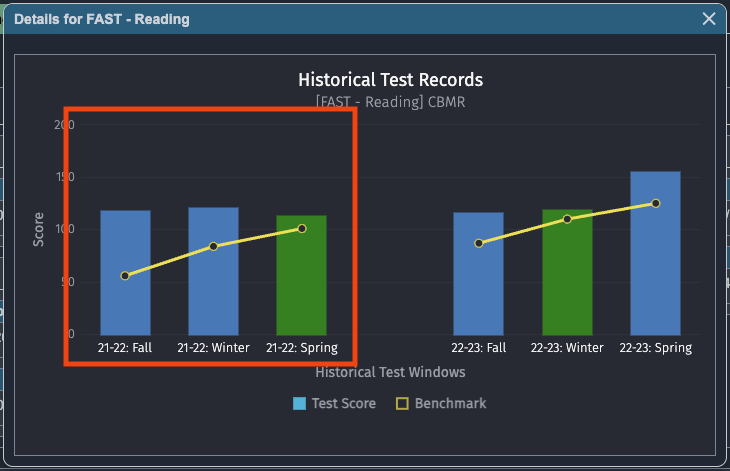 Details for FAST - Reading
Historical Test Records
[FAST - Reading] CBMR
200
150
100
50
0
Score
21-22: Fall
21-22: Winter
21-22: Spring
22-23: Fall
22-23: Winter
22-23: Spring
Historical Test Windows
Test Score
Benchmark